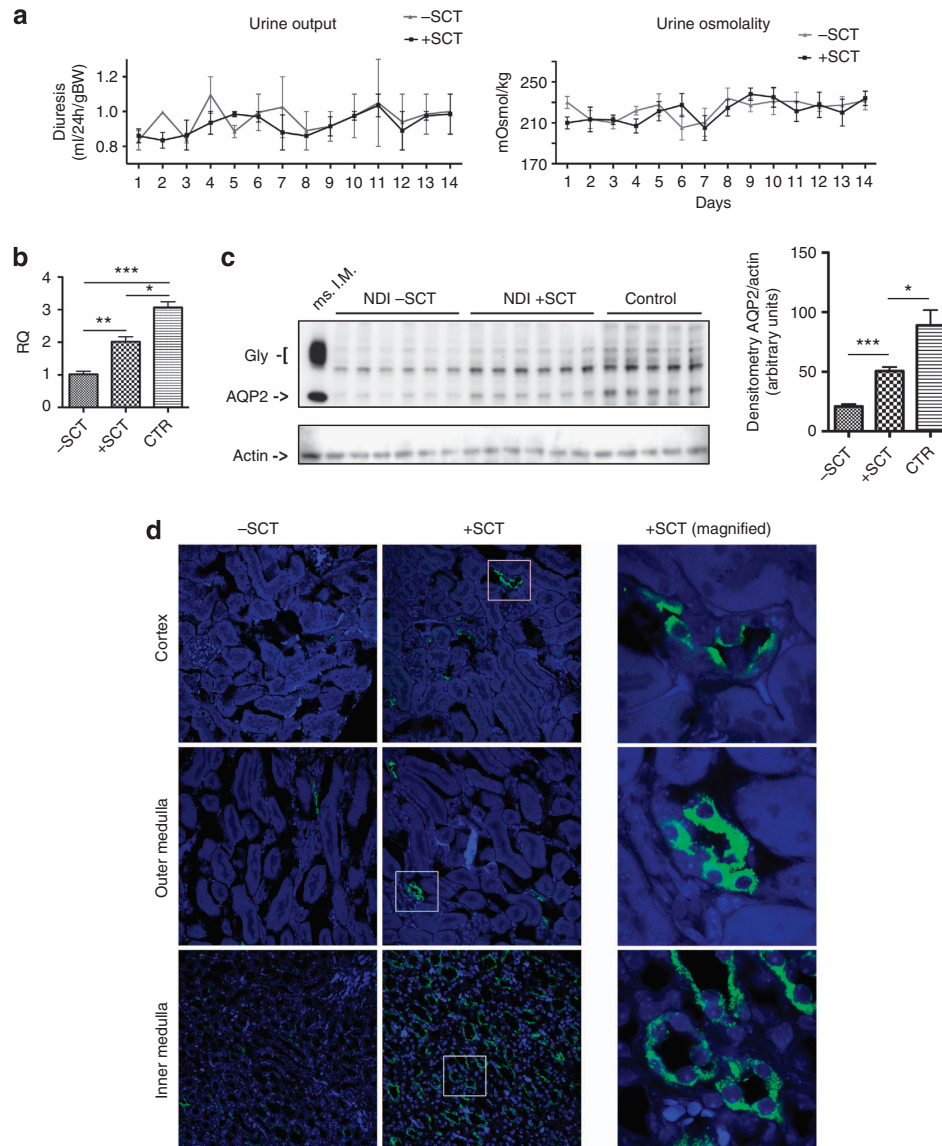 a
Urine output
–SCT
+SCT
Diuresis
(ml/24h/gBW)
1.2
1.0
0.8
1 2 3 4 5 6 7 8 9 10 11 12 13 14
Urine osmolality
–SCT
+SCT
mOsmol/kg
250
210
170
1 2 3 4 5 6 7 8 9 10 11 12 13 14
Days
b
RQ
4
3
2
1
0
***
*
**
–SCT
+SCT
CTR
c
ms. I.M.
NDI –SCT
NDI +SCT
Control
Gly -[
AQP2 ->
Actin ->
Densitometry AQP2/actin
(arbitrary units)
150
100
50
0
*
***
–SCT
+SCT
CTR
d
–SCT
+SCT
+SCT (magnified)
Cortex
Outer medulla
Inner medulla